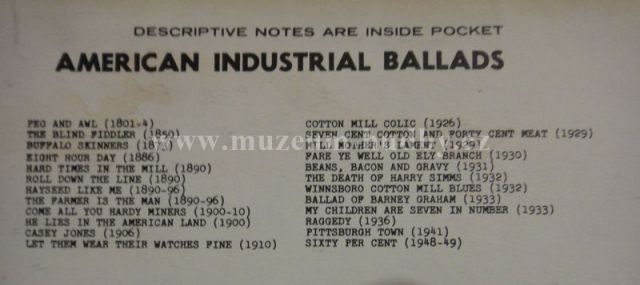 DESCRIPTIVE NOTES ARE INSIDE POCKET
AMERICAN INDUSTRIAL BALLADS
PEG AND AWL (1801-4)
THE BLIND FIDDLER (1850)
BUFFALO SKINNERS
EIGHT HOUR DAY (1886)
HARD TIMES IN THE MILL (1890)
ROLL DOWN THE LINE (1890)
HAYSEED LIKE ME (1890-96)
THE FARMER IS THE MAN (1890-96)
COME ALL YOU HARDY MINERS (1900-10)
HE LIES IN THE AMERICAN LAND (1900)
CASEY JONES (1906)
LET THEM WEAR THEIR WATCHES FINE (1910)
COTTON MILL COLIC (1926)
SEVEN CENT COTTON AND FORTY CENT MEAT (1929)
MILL MOTHER'S LAMENT (1929)
FARE YE WELL OLD ELY BRANCH (1930)
BEANS, BACON AND GRAVY (1931)
THE DEATH OF HARRY SIMMS (1932)
WINNSBORO COTTON MILL BLUES (1932)
BALLAD OF BARNEY GRAHAM (1933)
MY CHILDREN ARE SEVEN IN NUMBER (1933)
RAGGEDY (1936)
PITTSBURGH TOWN (1941)
SIXTY PER CENT (1948-49)